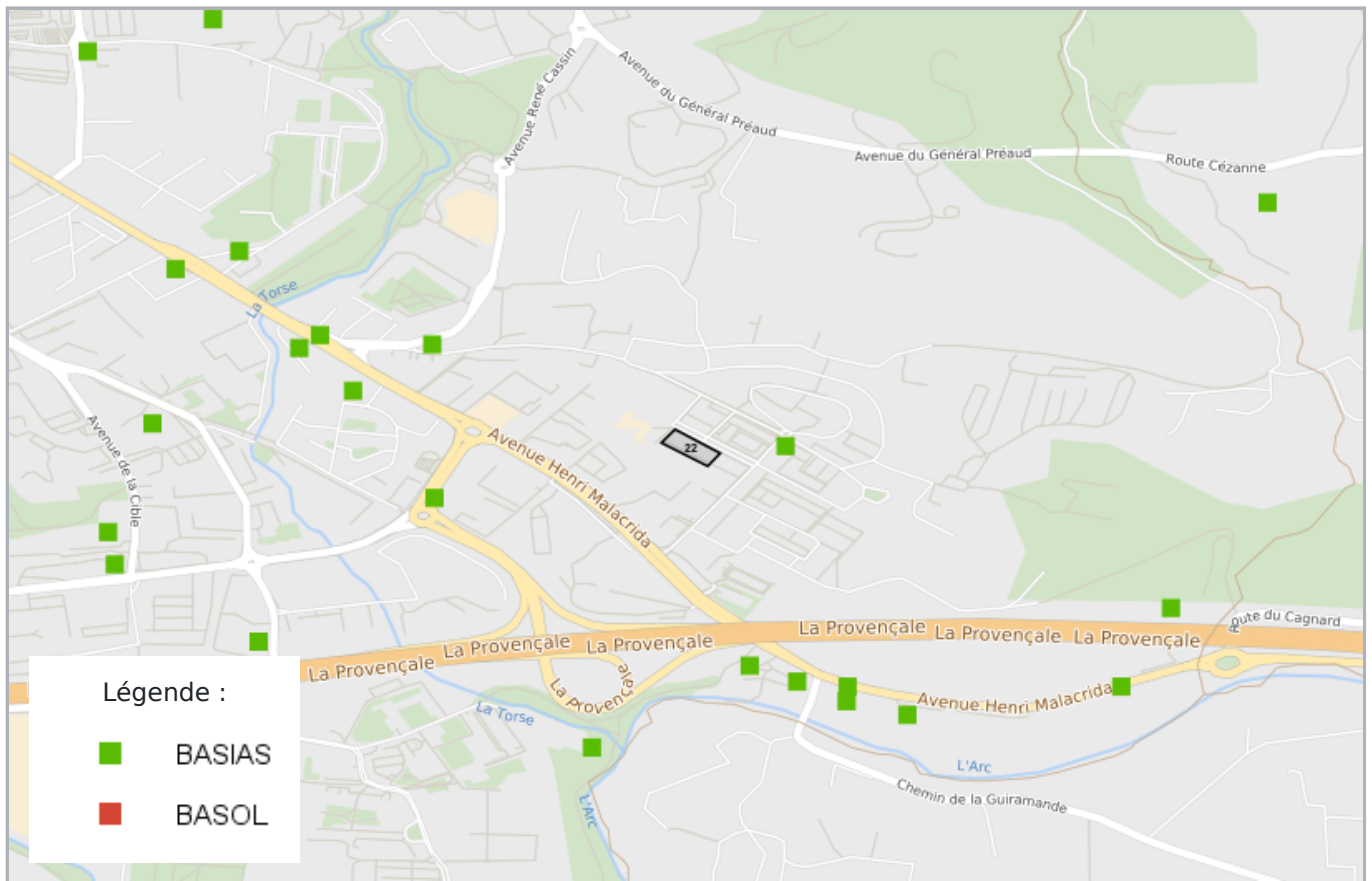 Avenue René Cassin
Avenue du Général Préaud
Avenue du Général Préaud
Route Cézanne
La Torse
Avenue de la Cible
Avenue Henri Malacrida
22
La Provençale
La Provençale
La Provençale
La Provençale
La Provençale
La Provençale
La Provençale
Route du Cagnard
Avenue Henri Malacrida
La Torse
L'Arc
L'Arc
Chemin de la Guiramande
Légende :
BASIAS
BASOL